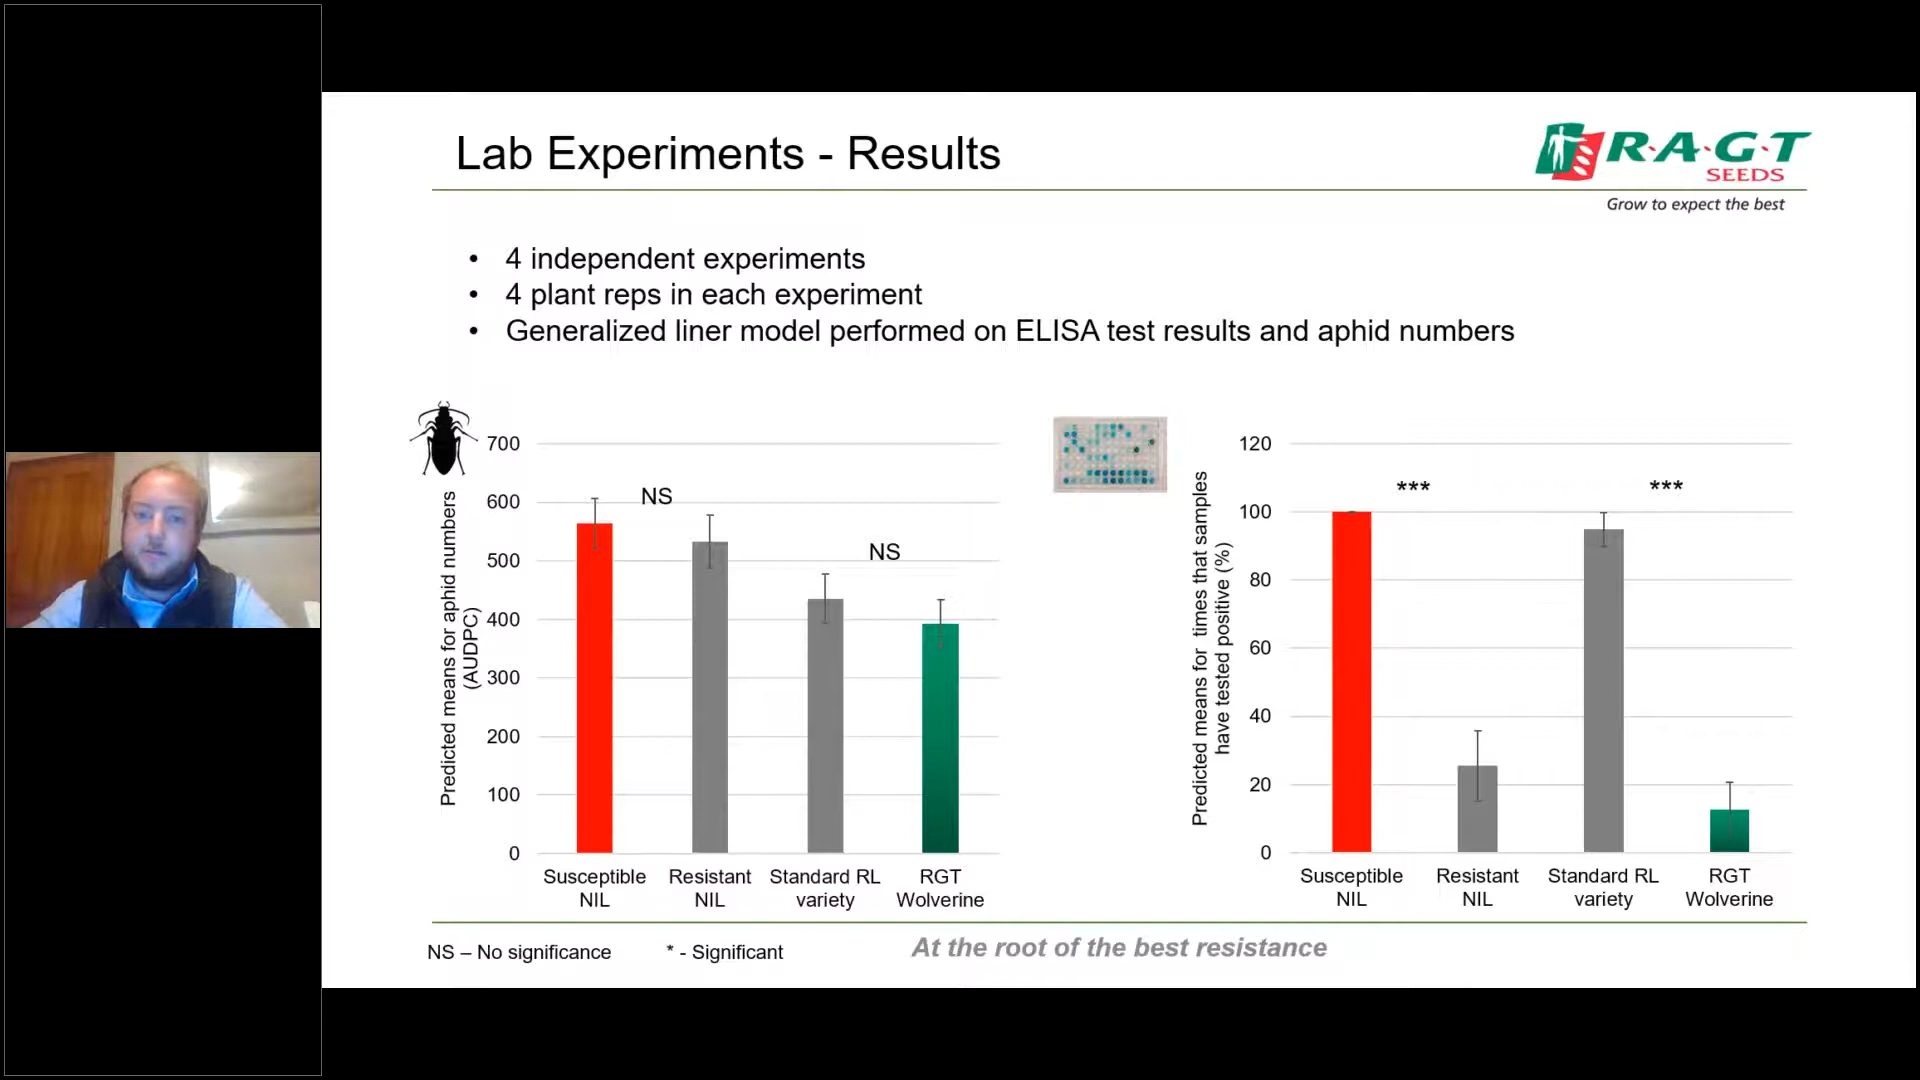 Lab Experiments - Results
R·A·G·T
SEEDS
Grow to expect the best
• 4 independent experiments
• 4 plant reps in each experiment
• Generalized liner model performed on ELISA test results and aphid numbers
Predicted means for aphid numbers
(AUDPC)
700
600
500
400
300
200
100
0
NS
NS
Susceptible
NIL
Resistant
NIL
Standard RL
variety
RGT
Wolverine
Predicted means for times that samples
have tested positive (%)
120
100
80
60
40
20
0
***
***
Susceptible
NIL
Resistant
NIL
Standard RL
variety
RGT
Wolverine
NS – No significance
* - Significant
At the root of the best resistance